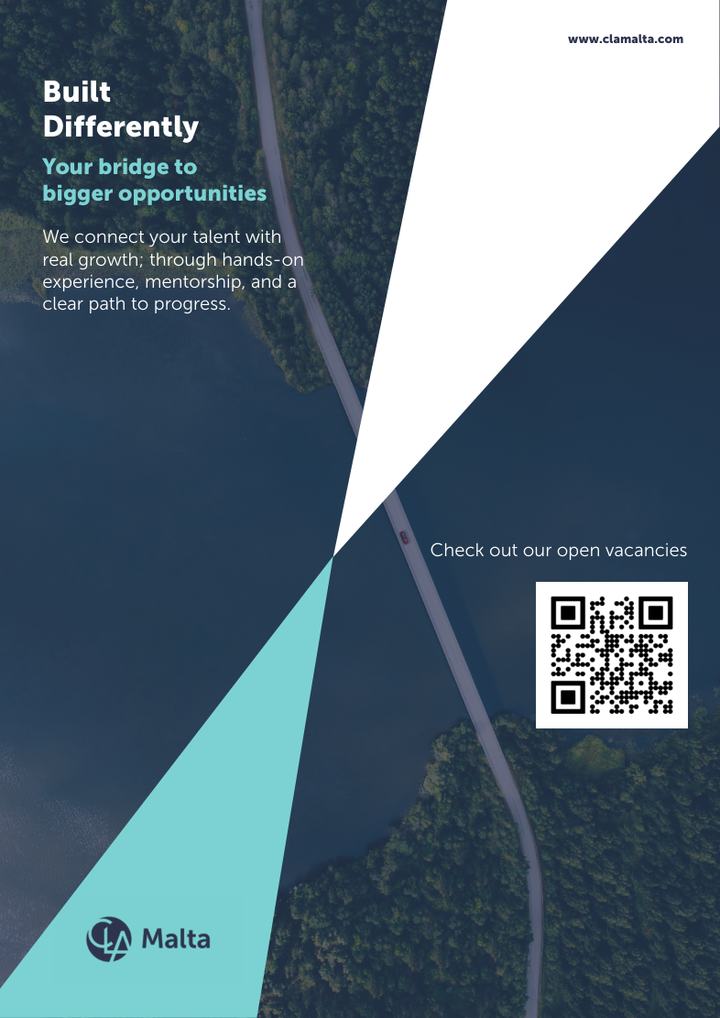 www.clamalta.com
Built
Differently
Your bridge to
bigger opportunities
We connect your talent with
real growth; through hands-on
experience, mentorship, and a
clear path to progress.
Check out our open vacancies
CLA Malta